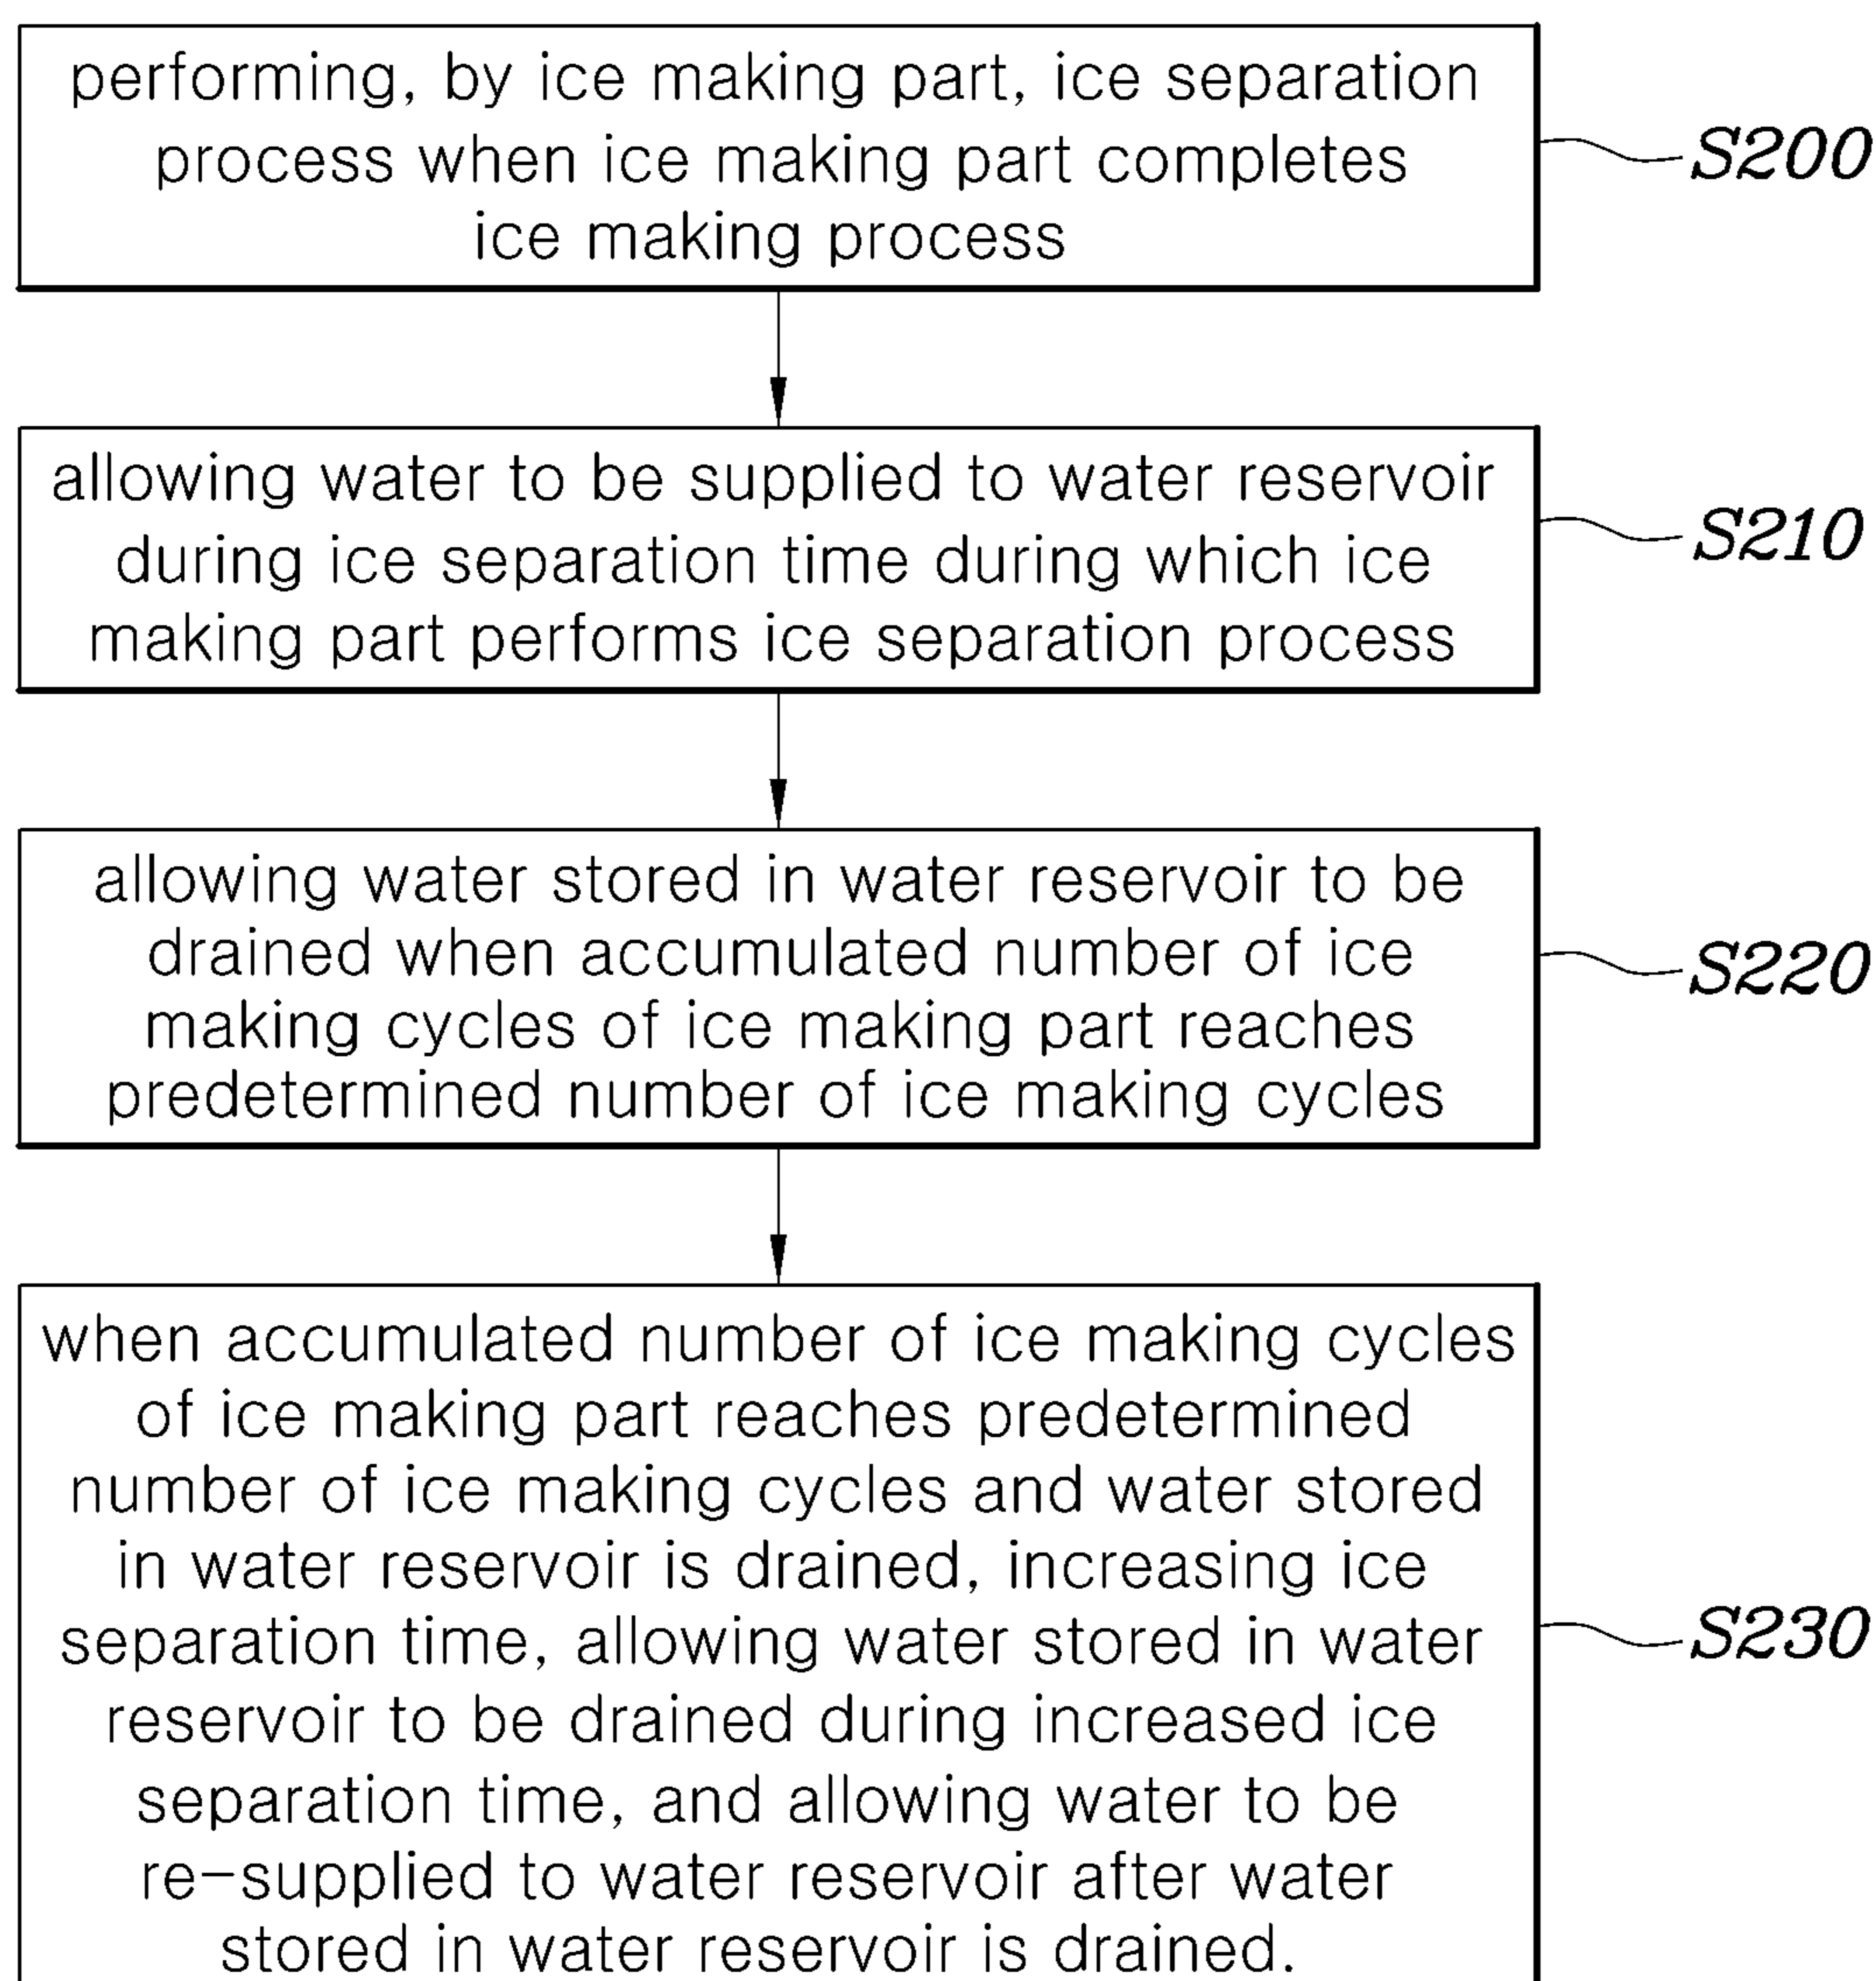 performing, by ice making part, ice separation
process when ice making part completes
ice making process
S200
allowing water to be supplied to water reservoir
during ice separation time during which ice
making part performs ice separation process
S210
allowing water stored in water reservoir to be
drained when accumulated number of ice
making cycles of ice making part reaches
predetermined number of ice making cycles
S220
when accumulated number of ice making cycles
of ice making part reaches predetermined
number of ice making cycles and water stored
in water reservoir is drained, increasing ice
separation time, allowing water stored in water
reservoir to be drained during increased ice
separation time, and allowing water to be
re-supplied to water reservoir after water
stored in water reservoir is drained.
S230